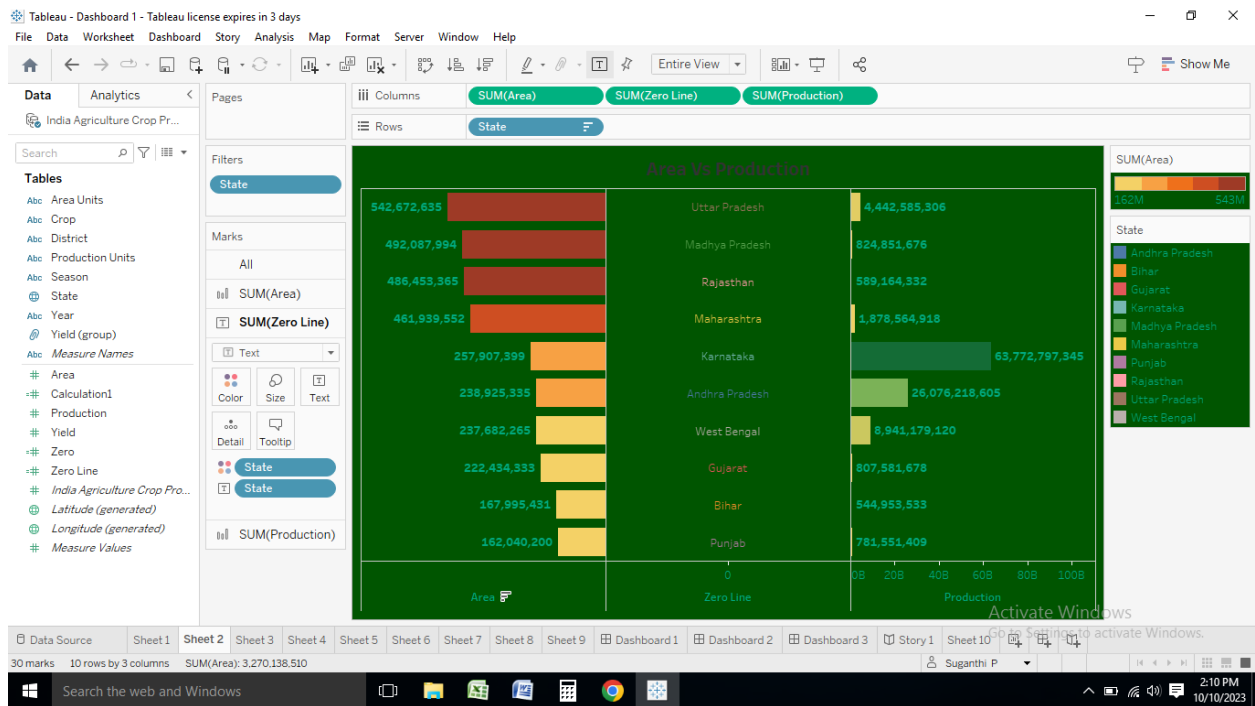 Tableau - Dashboard 1 - Tableau license expires in 3 days
File Data Worksheet Dashboard Story Analysis Map Format Server Window Help
Entire View
Show Me
Data Analytics
India Agriculture Crop Pr...
Search
Tables
Abc Area Units
Abc Crop
Abc District
Abc Production Units
Abc Season
State
Abc Year
Yield (group)
Abc Measure Names
# Area
=# Calculation1
# Production
# Yield
=# Zero
=# Zero Line
# India Agriculture Crop Pro...
Latitude (generated)
Longitude (generated)
# Measure Values
Pages
Filters
State
Marks
All
SUM(Area)
SUM(Zero Line)
Text
Color Size Text
Detail Tooltip
State
State
SUM(Production)
Columns SUM(Area) SUM(Zero Line) SUM(Production)
Rows State
Area Vs Production
542,672,635 Uttar Pradesh 4,442,585,306
492,087,994 Madhya Pradesh 824,851,676
486,453,365 Rajasthan 589,164,332
461,939,552 Maharashtra 1,878,564,918
257,907,399 Karnataka 63,772,797,345
238,925,335 Andhra Pradesh 26,076,218,605
237,682,265 West Bengal 8,941,179,120
222,434,333 Gujarat 807,581,678
167,995,431 Bihar 544,953,533
162,040,200 Punjab 781,551,409
0 0B 20B 40B 60B 80B 100B
Area Zero Line Production
SUM(Area)
162M 543M
State
Andhra Pradesh
Bihar
Gujarat
Karnataka
Madhya Pradesh
Maharashtra
Punjab
Rajasthan
Uttar Pradesh
West Bengal
Activate Windows
Go to Settings to activate Windows.
Data Source Sheet 1 Sheet 2 Sheet 3 Sheet 4 Sheet 5 Sheet 6 Sheet 7 Sheet 8 Sheet 9 Dashboard 1 Dashboard 2 Dashboard 3 Story 1 Sheet 10
30 marks 10 rows by 3 columns SUM(Area): 3,270,138,510 Suganthi P
Search the web and Windows
2:10 PM
10/10/2023